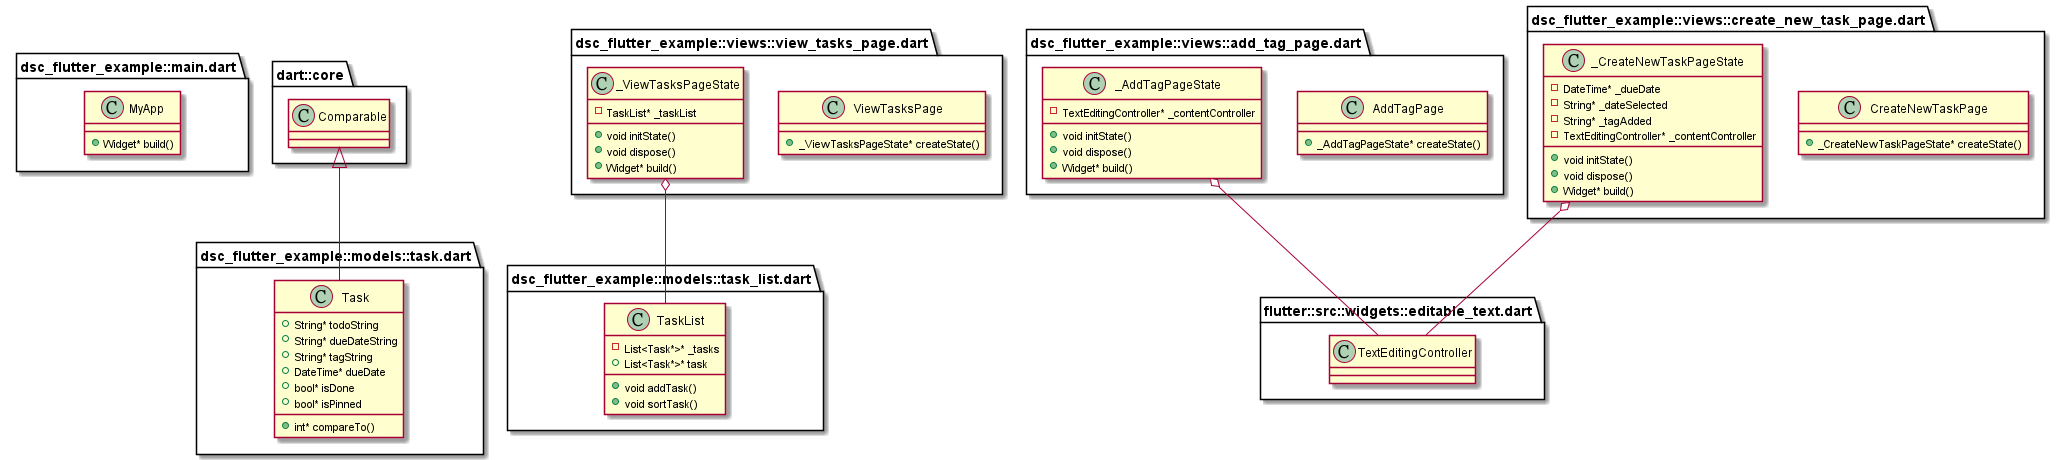 dsc_flutter_example::main.dart
C MyApp
Widget* build()
dart::core
C Comparable
dsc_flutter_example::views::view_tasks_page.dart
C _ViewTasksPageState
TaskList* _taskList
void initState()
void dispose()
Widget* build()
C ViewTasksPage
_ViewTasksPageState* createState()
dsc_flutter_example::views::add_tag_page.dart
C _AddTagPageState
TextEditingController* _contentController
void initState()
void dispose()
Widget* build()
C AddTagPage
_AddTagPageState* createState()
dsc_flutter_example::views::create_new_task_page.dart
C _CreateNewTaskPageState
DateTime* _dueDate
String* _dateSelected
String* _tagAdded
TextEditingController* _contentController
void initState()
void dispose()
Widget* build()
C CreateNewTaskPage
_CreateNewTaskPageState* createState()
dsc_flutter_example::models::task.dart
C Task
String* todoString
String* dueDateString
String* tagString
DateTime* dueDate
bool* isDone
bool* isPinned
int* compareTo()
dsc_flutter_example::models::task_list.dart
C TaskList
List<Task*>* _tasks
List<Task*>* task
void addTask()
void sortTask()
flutter::src::widgets::editable_text.dart
C TextEditingController